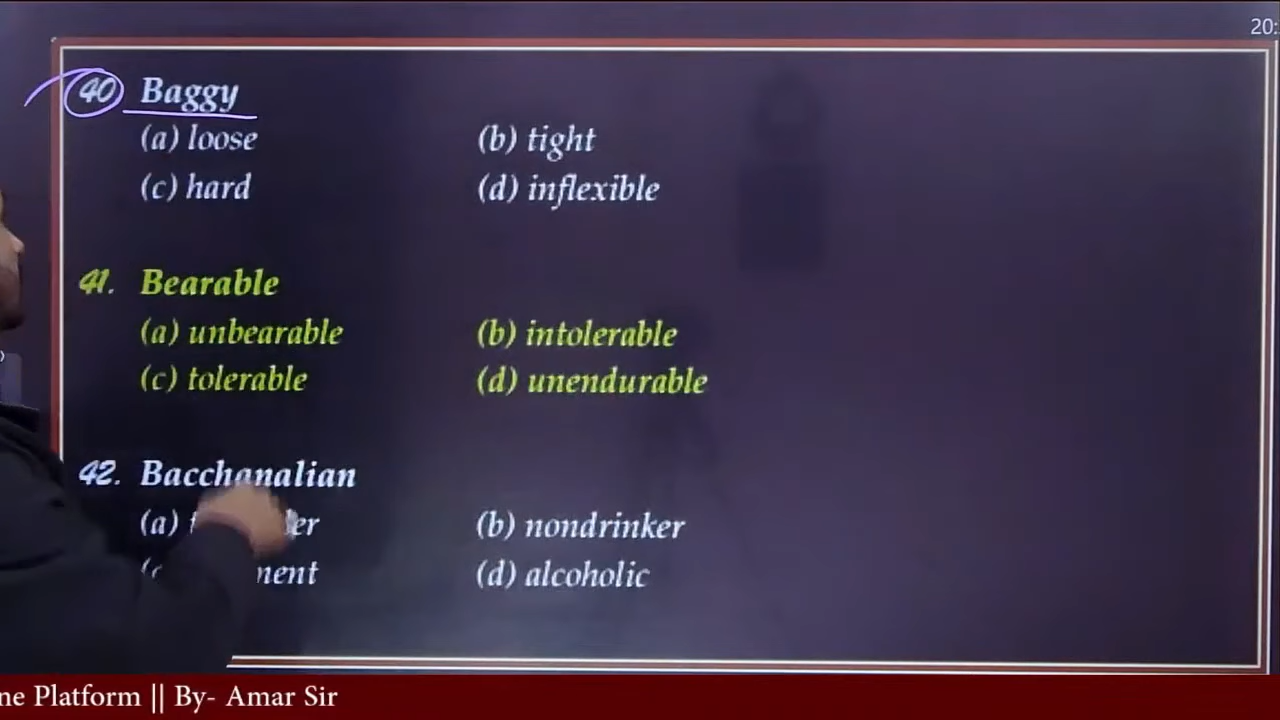 20:
40 Baggy
(a) loose (b) tight
(c) hard (d) inflexible
41. Bearable
(a) unbearable (b) intolerable
(c) tolerable (d) unendurable
42. Bacchanalian
(a) (b) nondrinker
(d) alcoholic
ne Platform || By- Amar Sir